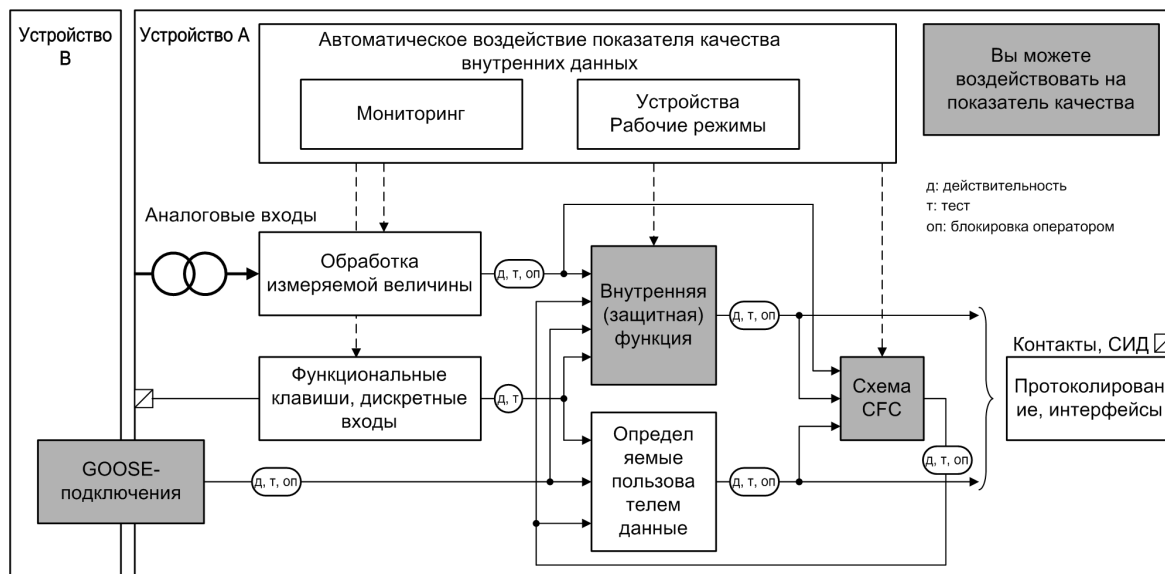 Устройство
B
Устройство A
Автоматическое воздействие показателя качества
внутренних данных
Мониторинг
Устройства
Рабочие режимы
Вы можете
воздействовать на
показатель качества
д: действительность
т: тест
оп: блокировка оператором
Аналоговые входы
Обработка
измеряемой величины
д, т, оп
Внутренняя
(защитная)
функция
д, т, оп
Функциональные
клавиши, дискретные
входы
д, т
Схема
CFC
Контакты, СИД
Протоколирован
ие, интерфейсы
GOOSE-
подключения
д, т, оп
Определ
яемые
пользова
телем
данные
д, т, оп
д, т, оп